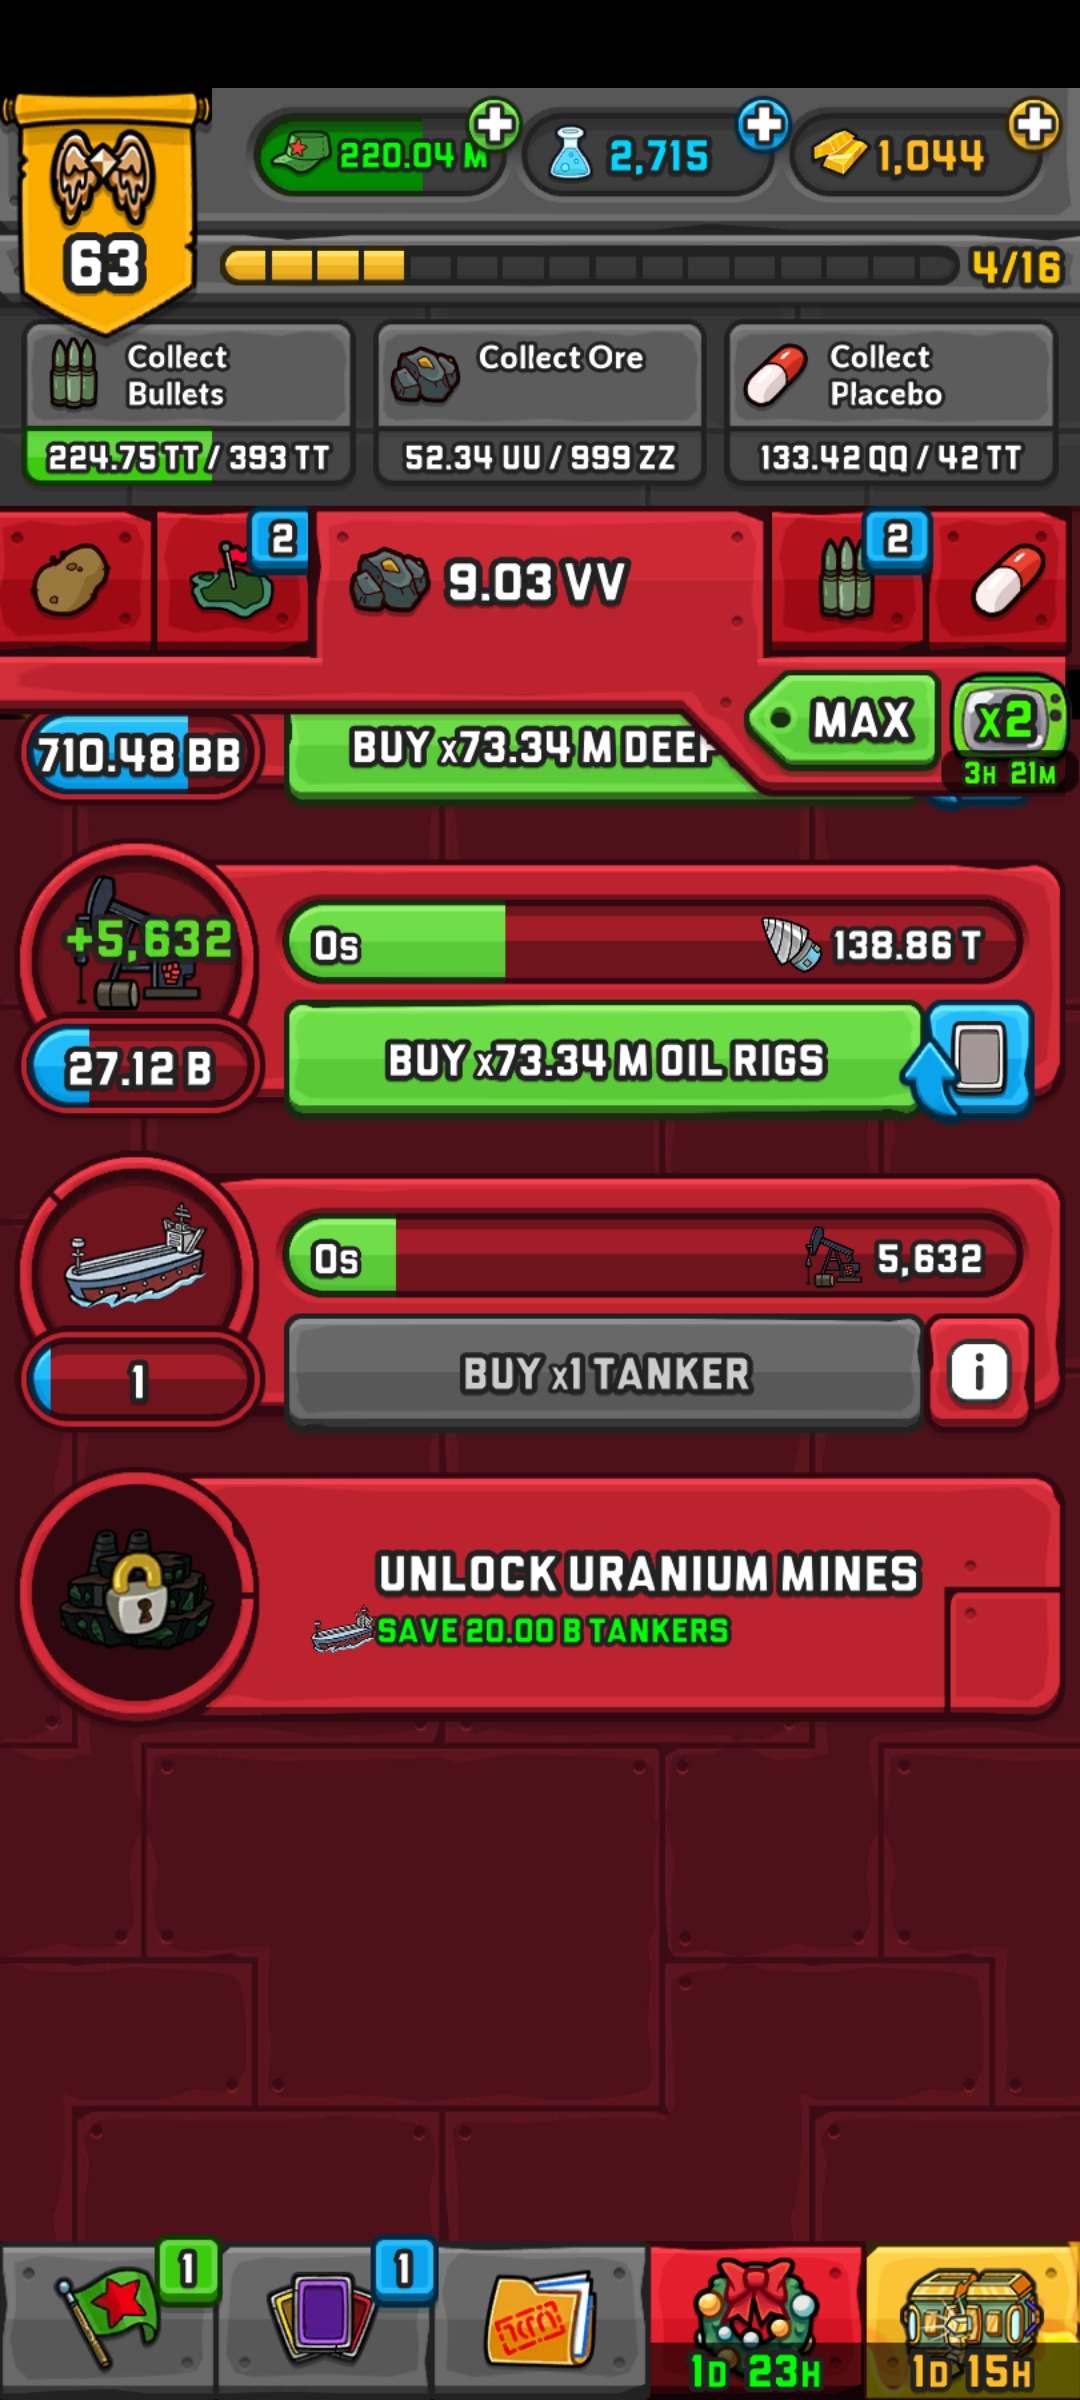 220.04 M
2,715
1,044
63
4/16
Collect
Bullets
224.75 TT / 393 TT
Collect Ore
52.34 UU / 999 ZZ
Collect
Placebo
133.42 QQ / 42 TT
2
9.03 VV
2
710.48 BB
BUY x73.34 M DEEP
MAX
x2
3H 21M
+5,632
0s
138.86 T
27.12 B
BUY x73.34 M OIL RIGS
0s
5,632
1
BUY x1 TANKER
i
UNLOCK URANIUM MINES
SAVE 20.00 B TANKERS
1
1
1D 23H
1D 15H